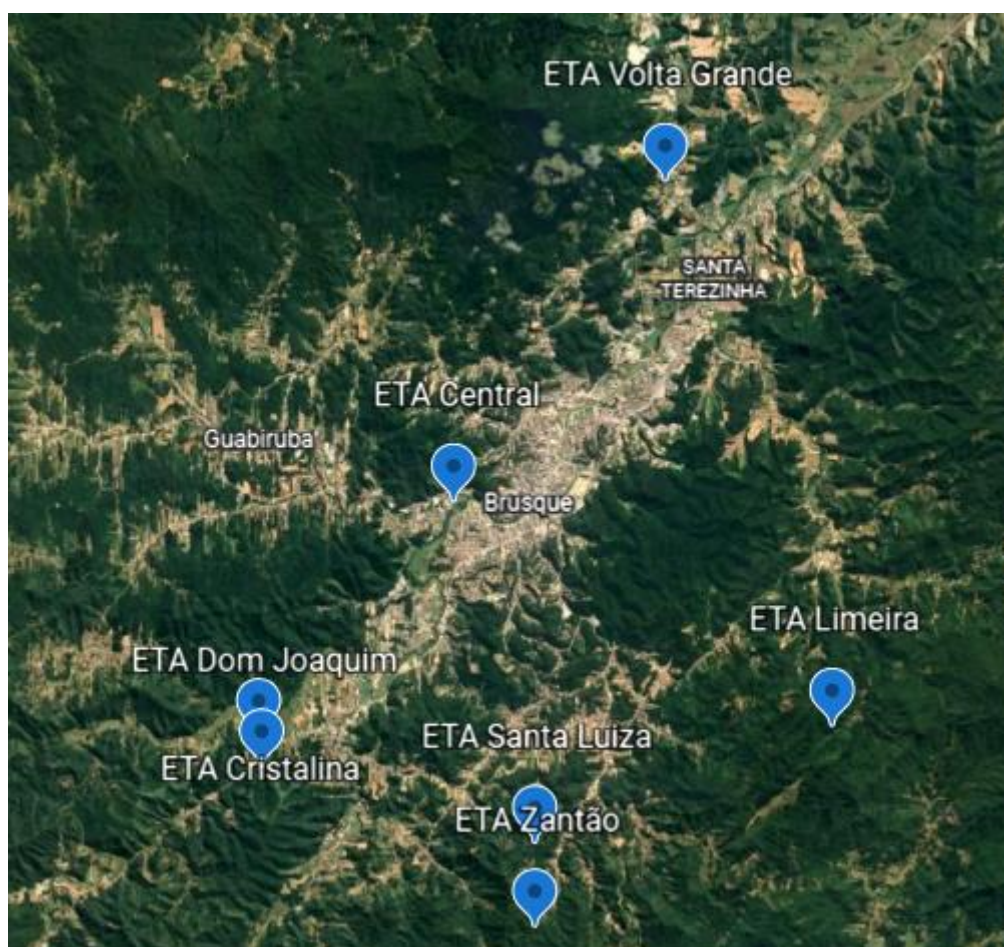 ETA Volta Grande
SANTA
TEREZINHA
ETA Central
Guabiruba
Brusque
ETA Limeira
ETA Dom Joaquim
ETA Santa Luiza
ETA Cristalina
ETA Zantão